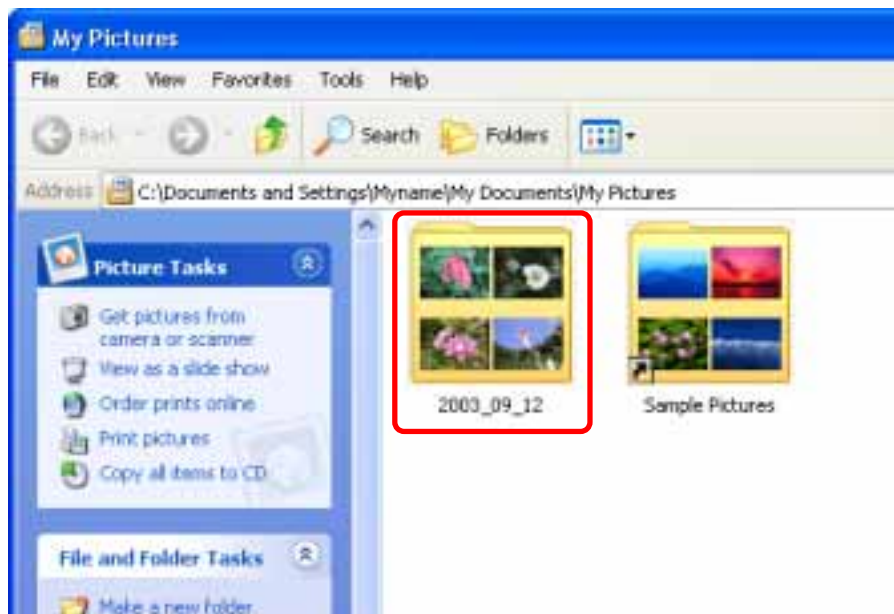 My Pictures
File Edit View Favorites Tools Help
Back Search Folders
Address C:\Documents and Settings\Myname\My Documents\My Pictures
Picture Tasks
Get pictures from
camera or scanner
View as a slide show
Order prints online
Print pictures
Copy all items to CD
File and Folder Tasks
Make a new folder
2003_09_12
Sample Pictures